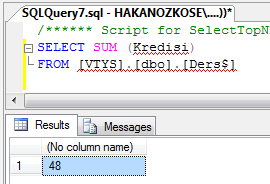 SQLQuery7.sql - HAKANOZKOSE\....))*
/****** Script for SelectTopN
SELECT SUM (Kredisi)
FROM [VTYS].[dbo].[Ders$]
Results Messages
(No column name)
1 48